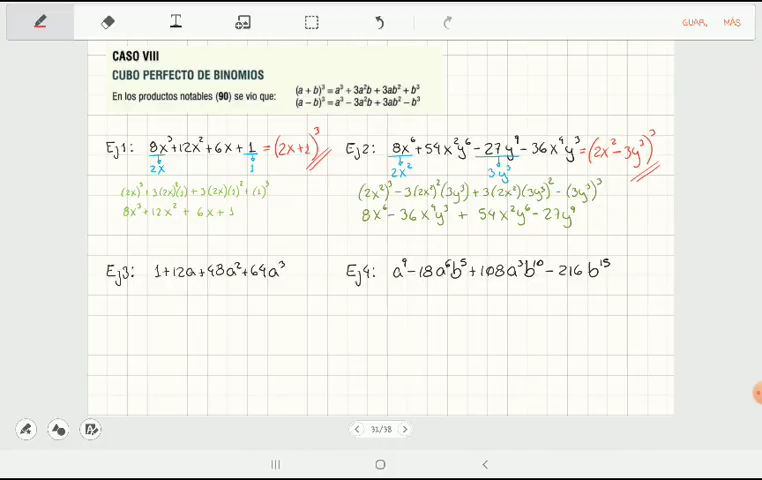 GUAR. MÁS
CASO VIII
CUBO PERFECTO DE BINOMIOS
En los productos notables (90) se vio que:
(a + b)³ = a³ + 3a²b + 3ab² + b³
(a – b)³ = a³ – 3a²b + 3ab² – b³
Ej1: 8x³+12x²+6x+1=(2x+1)³
2x 1
(2x)³+3(2x)²(1)+3(2x)(1)²+(1)³
8x³+12x²+6x+1
Ej2: 8x⁶+54x²y⁶-27y⁹-36x⁴y³=(2x²-3y³)³
2x² 3y³
(2x²)³-3(2x²)²(3y³)+3(2x²)(3y³)²-(3y³)³
8x⁶-36x⁴y³+54x²y⁶-27y⁹
Ej3: 1+12a+48a²+64a³
Ej4: a⁹-18a⁶b⁵+108a³b¹⁰-216b¹⁵
31/38